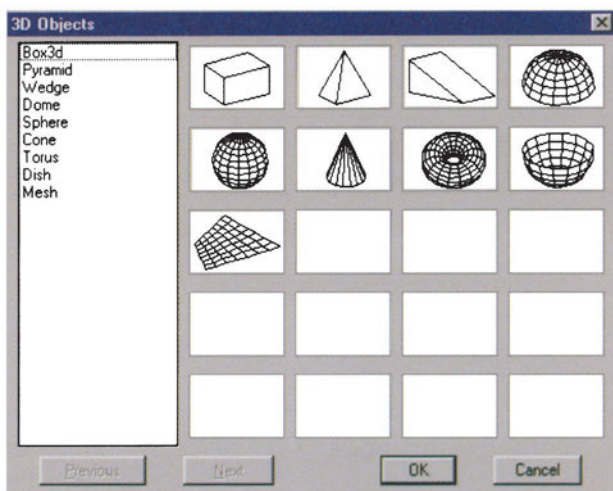 3D Objects
Box3d
Pyramid
Wedge
Dome
Sphere
Cone
Torus
Dish
Mesh
Previous
Next
OK
Cancel